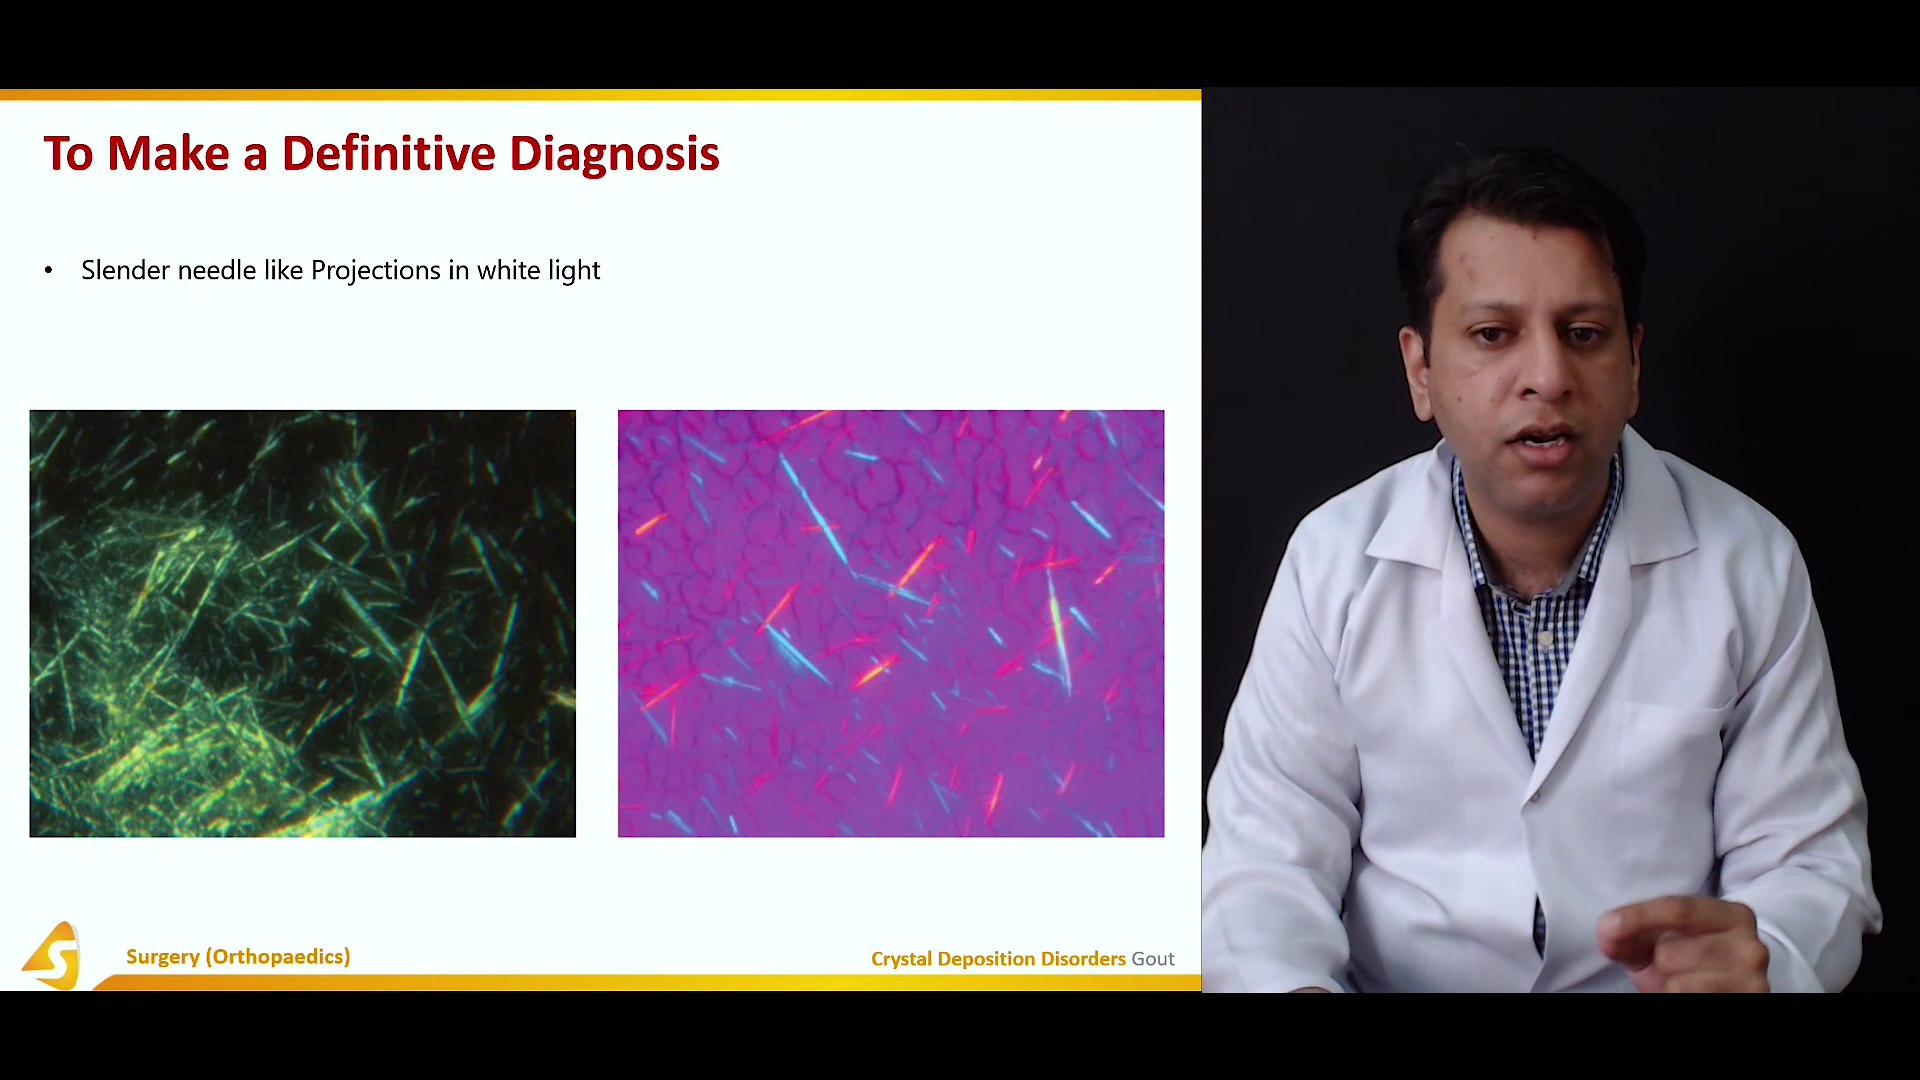 To Make a Definitive Diagnosis
• Slender needle like Projections in white light
Surgery (Orthopaedics)
Crystal Deposition Disorders Gout